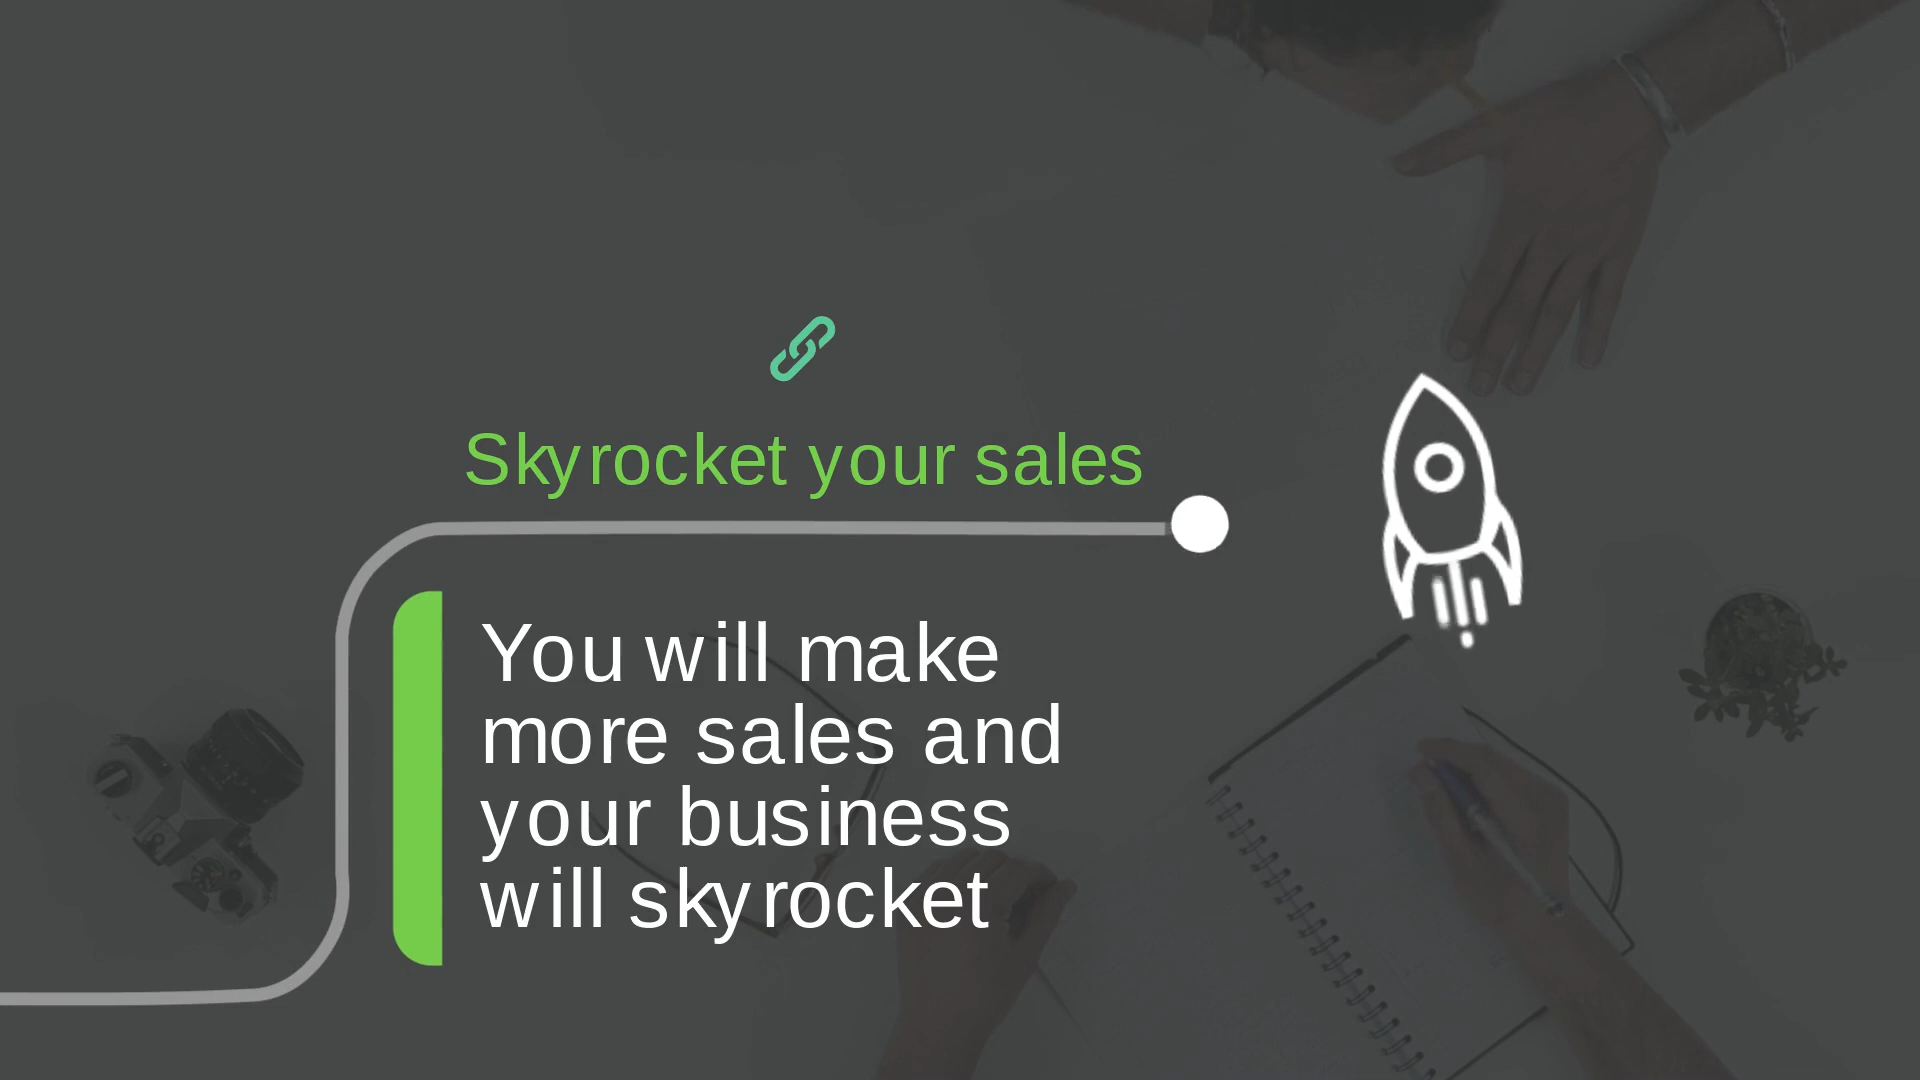 Skyrocket your sales
You will make
more sales and
your business
will skyrocket